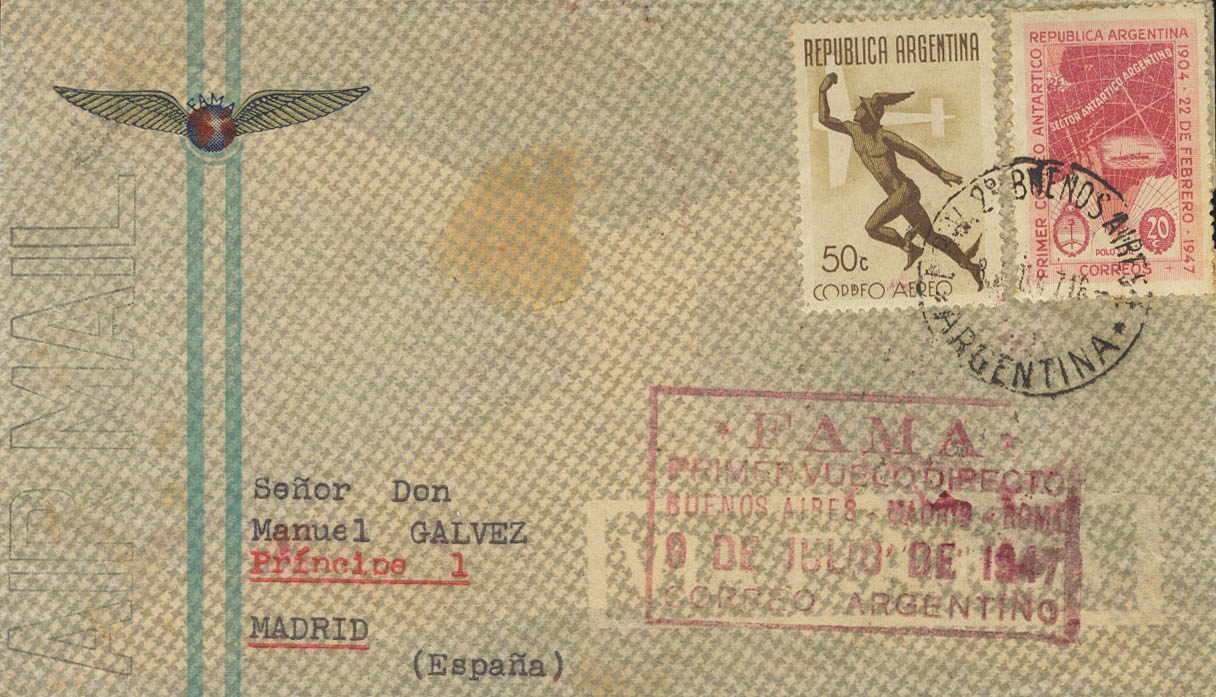 FAMA
AIR MAIL
REPUBLICA ARGENTINA
50c
CORREO AEREO
REPUBLICA ARGENTINA
PRIMER CORREO ANTARTICO
1904 · 22 DE FEBRERO · 1947
SECTOR ANTARTICO ARGENTINO
POLO
20 c
CORREOS
BUENOS AIRES
ARGENTINA
* FAMA *
PRIMER VUELO DIRECTO
BUENOS AIRES - MADRID - ROMA
9 DE JULIO DE 1947
CORREO ARGENTINO
Señor Don
Manuel GALVEZ
Príncipe 1
MADRID
(España)